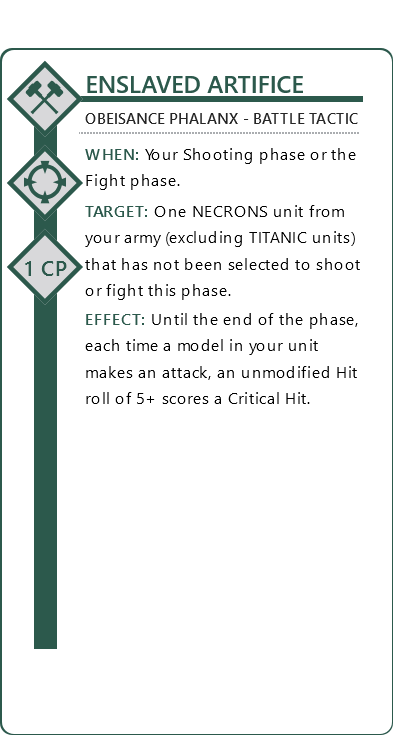 ENSLAVED ARTIFICE
OBEISANCE PHALANX - BATTLE TACTIC
WHEN: Your Shooting phase or the
Fight phase.
TARGET: One NECRONS unit from
your army (excluding TITANIC units)
1 CP
that has not been selected to shoot
or fight this phase.
EFFECT: Until the end of the phase,
each time a model in your unit
makes an attack, an unmodified Hit
roll of 5+ scores a Critical Hit.